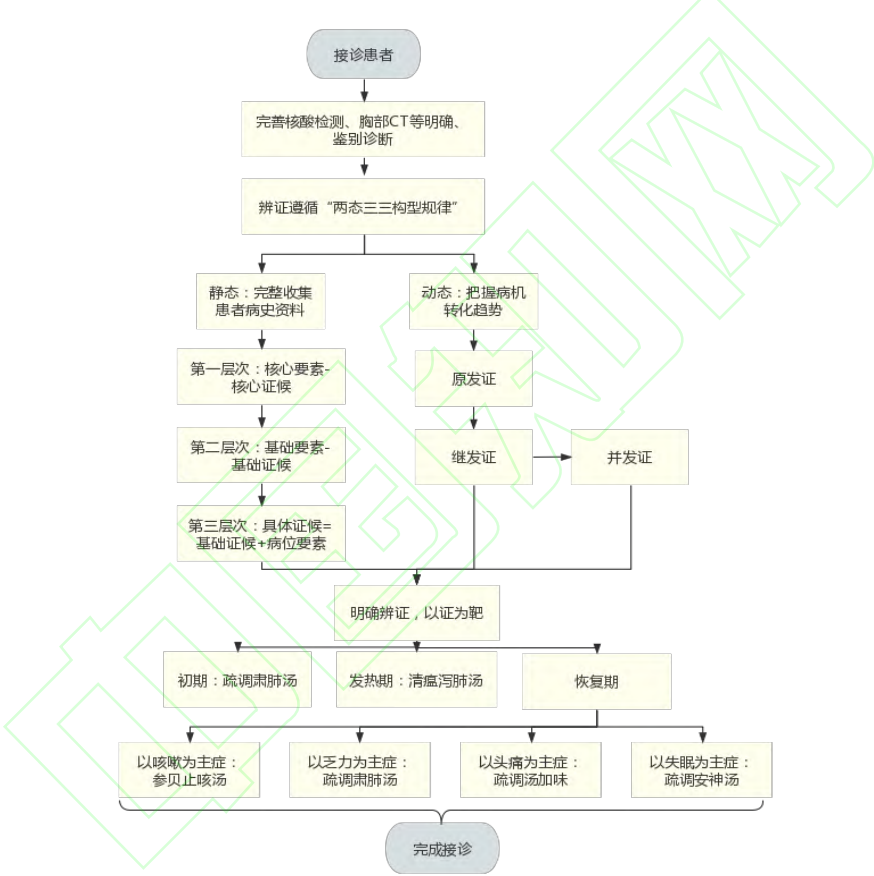 接诊患者
完善核酸检测、胸部CT等明确、
鉴别诊断
辨证遵循“两态三三构型规律”
静态：完整收集
患者病史资料
动态：把握病机
转化趋势
第一层次：核心要素-
核心证候
原发证
第二层次：基础要素-
基础证候
继发证
并发证
第三层次：具体证候=
基础证候+病位要素
明确辨证，以证为靶
初期：疏调肃肺汤
发热期：清瘟泻肺汤
恢复期
以咳嗽为主症：
参贝止咳汤
以乏力为主症：
疏调肃肺汤
以头痛为主症：
疏调汤加味
以失眠为主症：
疏调安神汤
完成接诊
中国知网